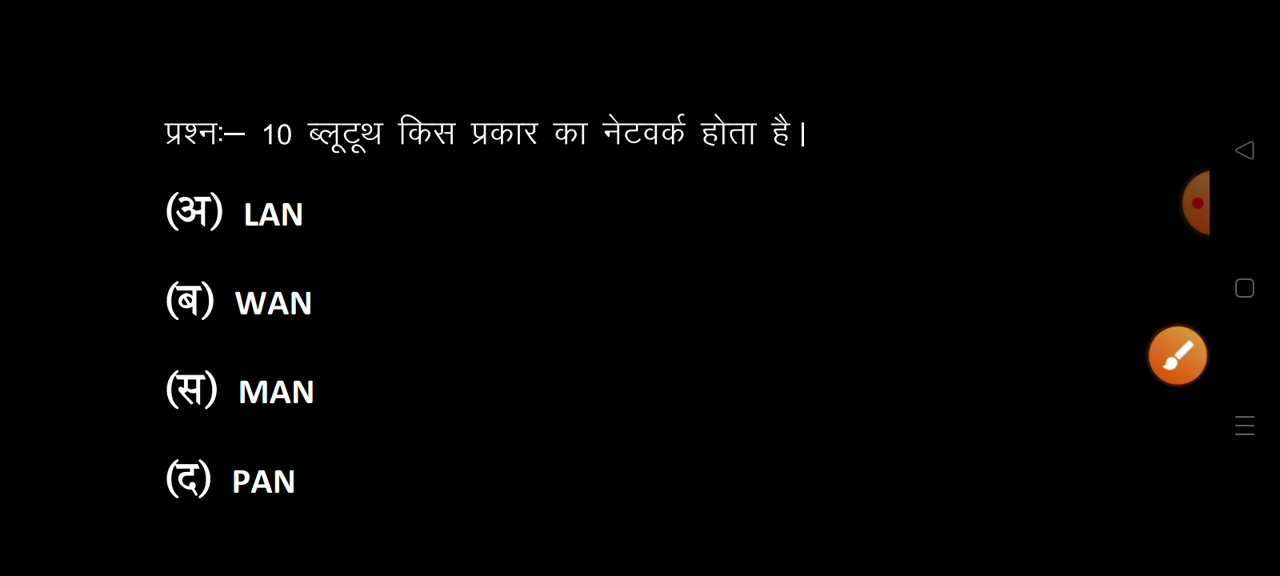 प्रश्नः– 10 ब्लूटूथ किस प्रकार का नेटवर्क होता है।
(अ) LAN
(ब) WAN
(स) MAN
(द) PAN